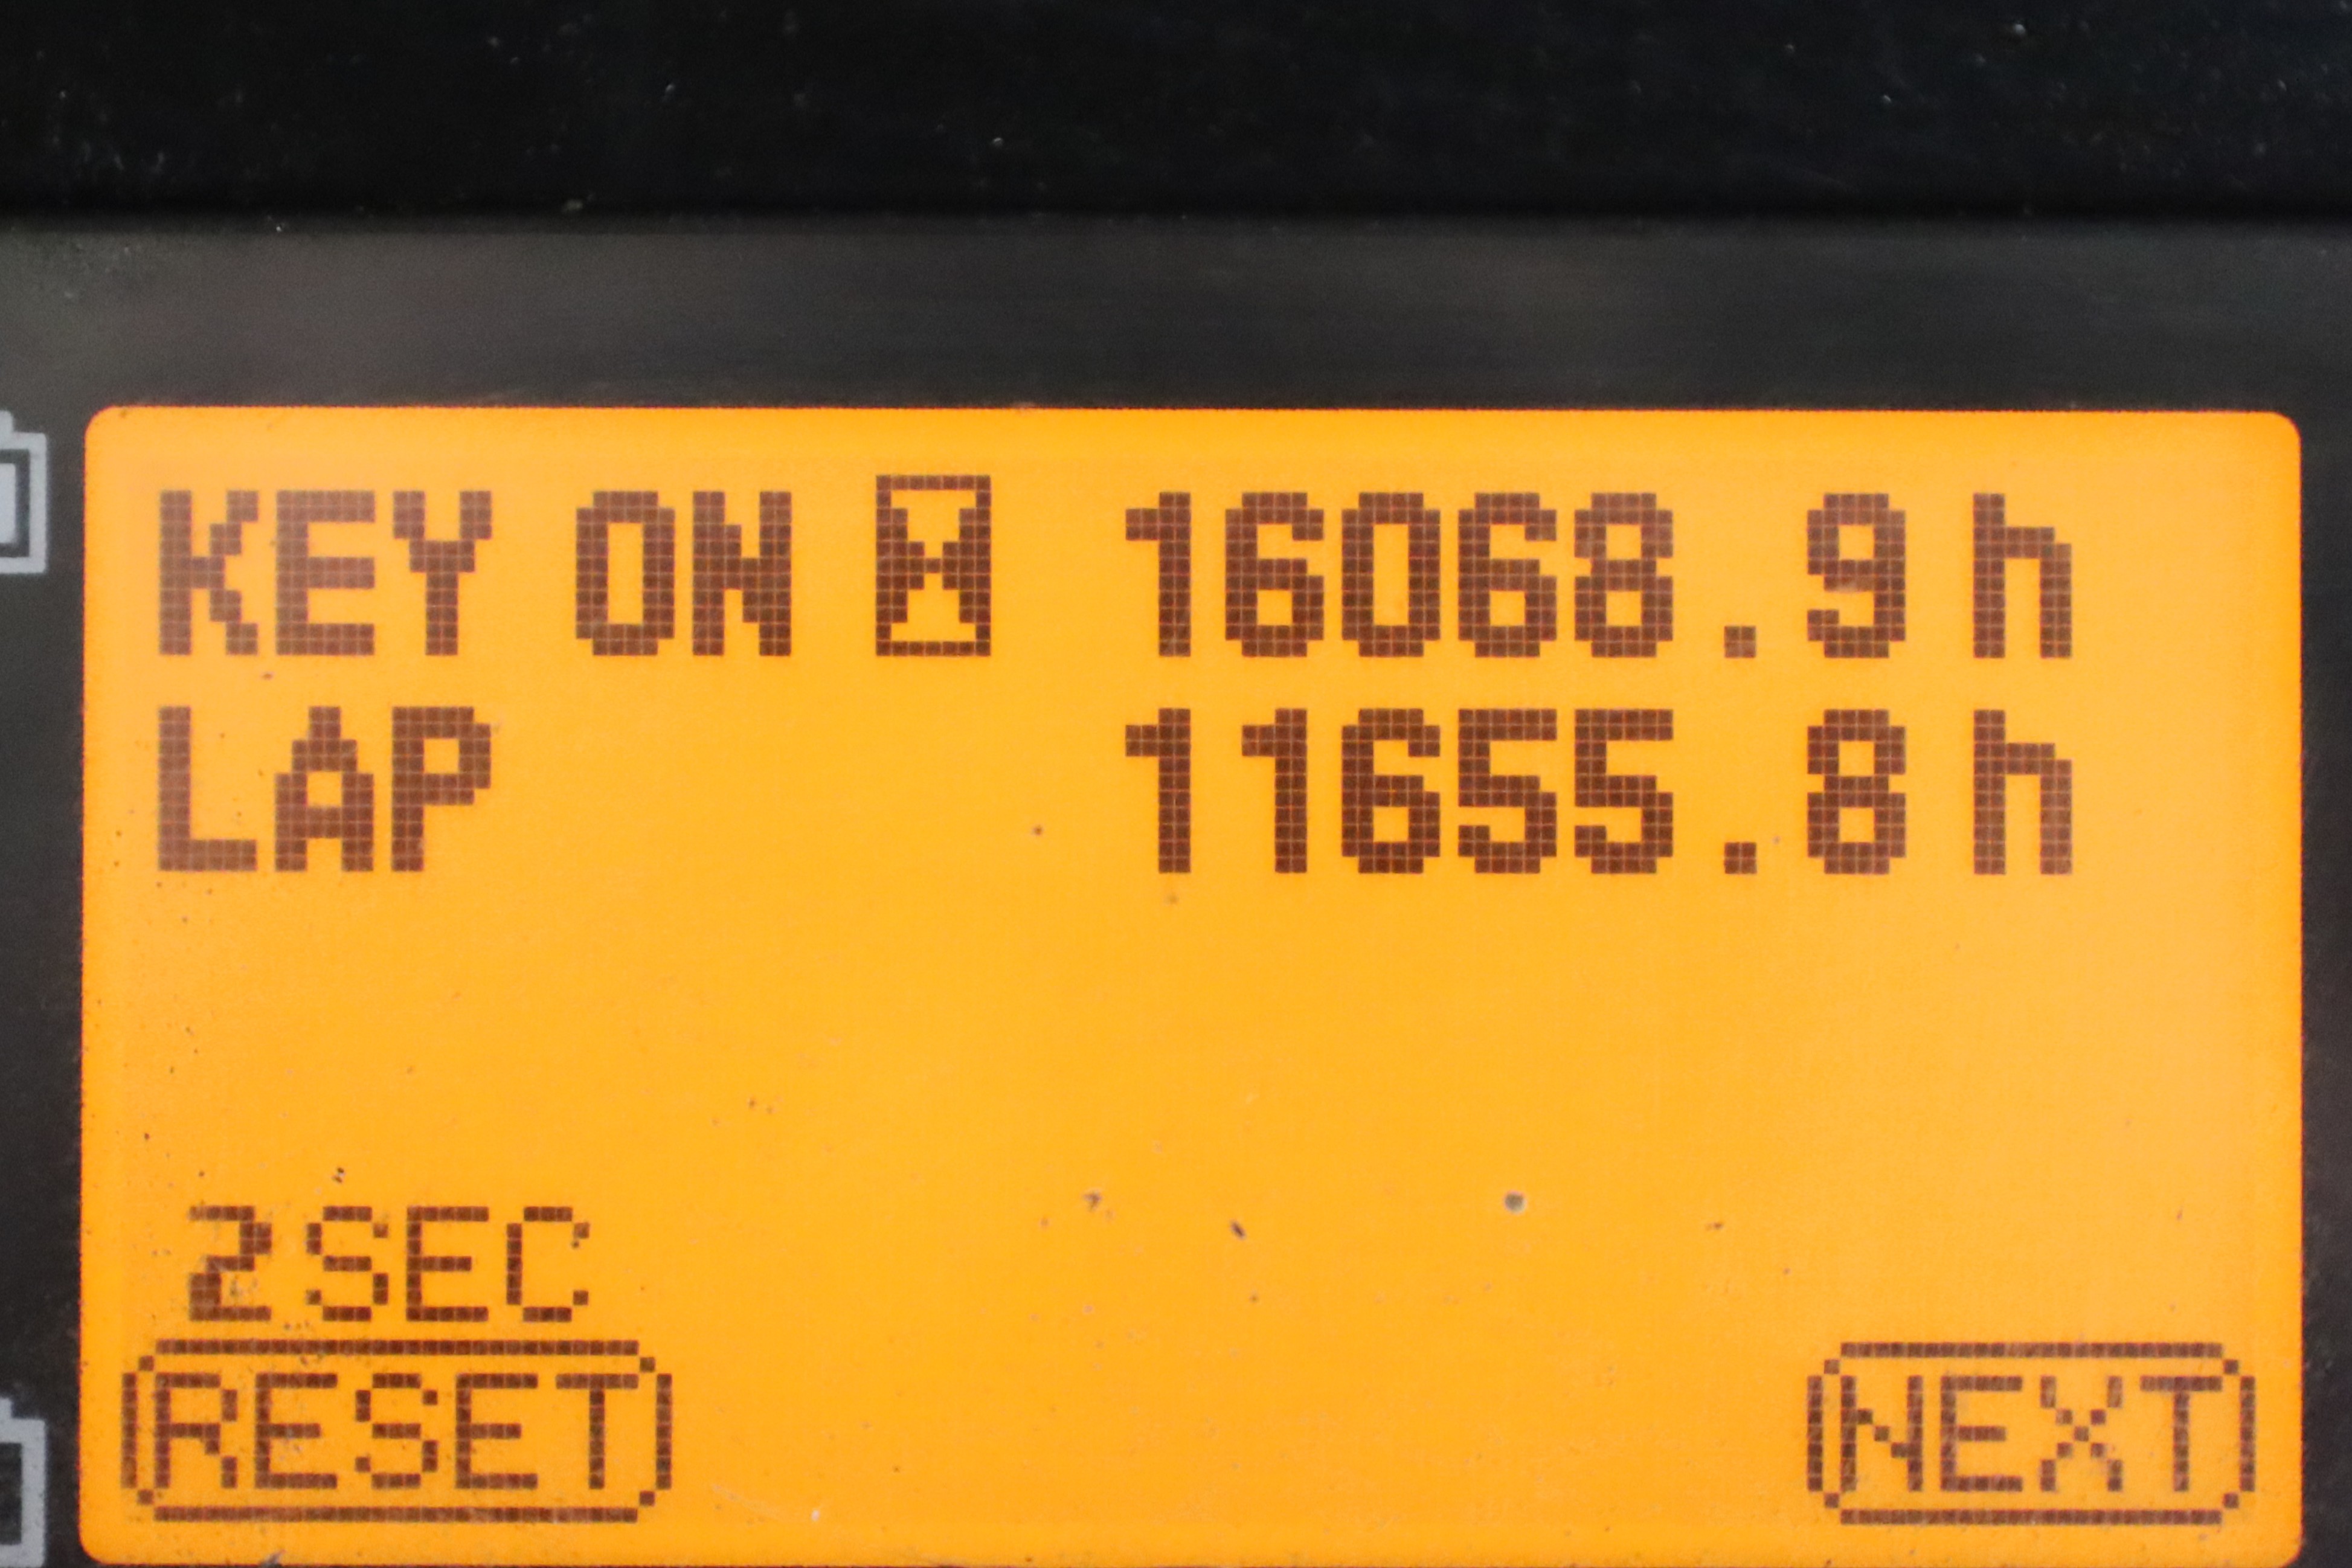 KEY ON 16068.9 h
LAP 11655.8 h
2 SEC
RESET NEXT